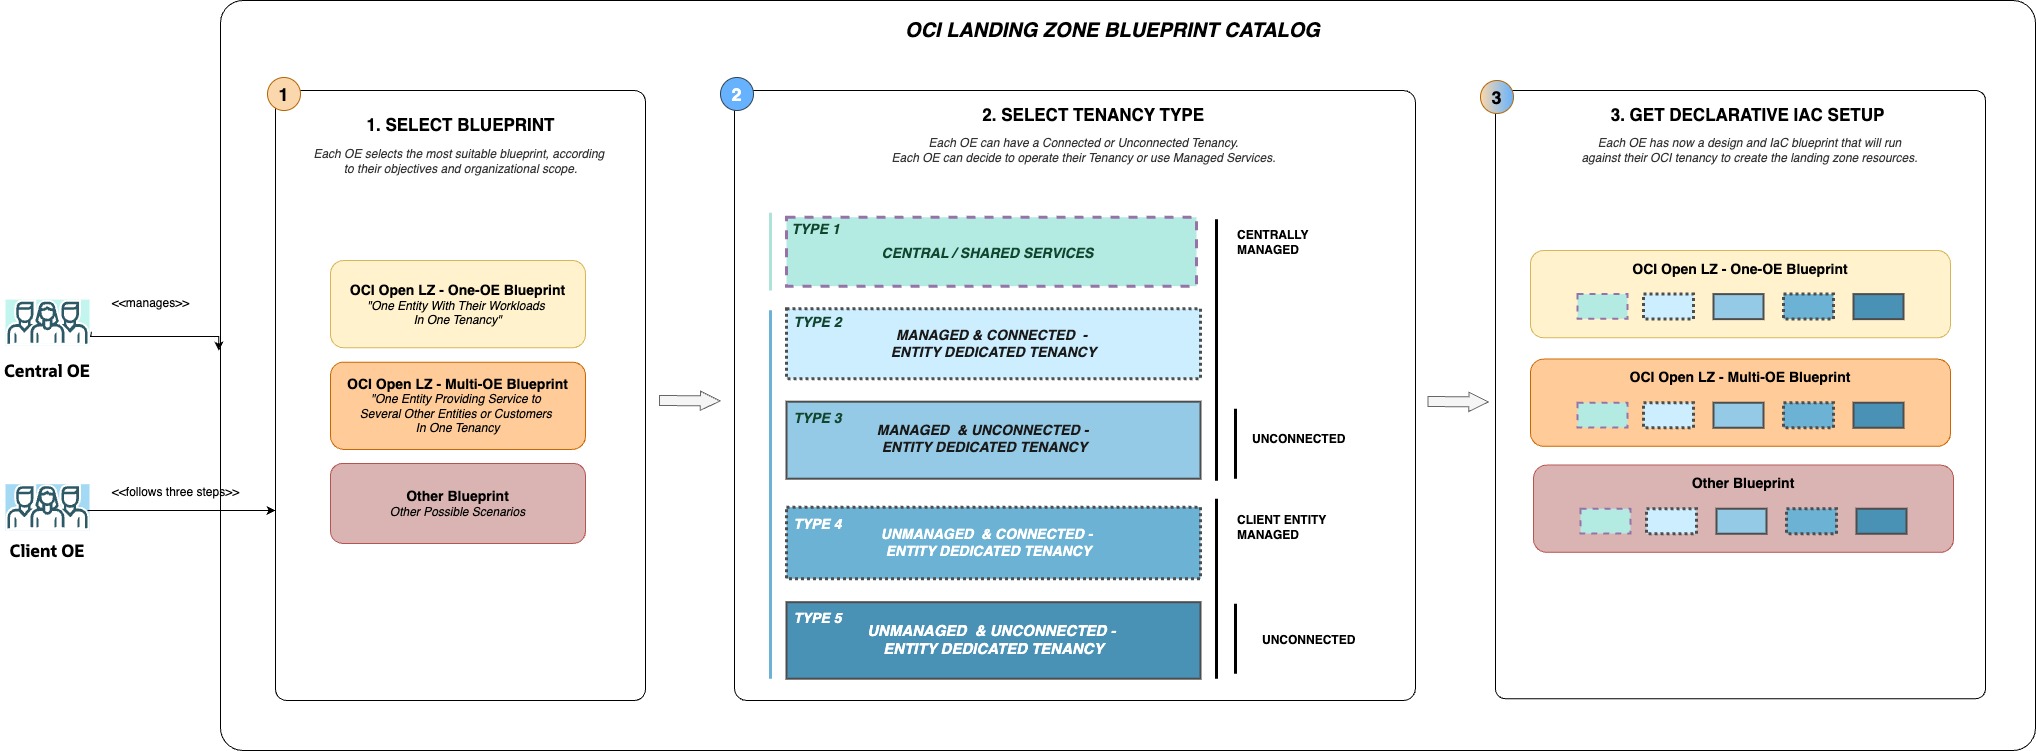 OCI LANDING ZONE BLUEPRINT CATALOG
<<manages>>
Central OE
<<follows three steps>>
Client OE
1
1. SELECT BLUEPRINT
Each OE selects the most suitable blueprint, according
to their objectives and organizational scope.
OCI Open LZ - One-OE Blueprint
"One Entity With Their Workloads
In One Tenancy"
OCI Open LZ - Multi-OE Blueprint
"One Entity Providing Service to
Several Other Entities or Customers
In One Tenancy
Other Blueprint
Other Possible Scenarios
2
2. SELECT TENANCY TYPE
Each OE can have a Connected or Unconnected Tenancy.
Each OE can decide to operate their Tenancy or use Managed Services.
TYPE 1
CENTRAL / SHARED SERVICES
TYPE 2
MANAGED & CONNECTED -
ENTITY DEDICATED TENANCY
TYPE 3
MANAGED & UNCONNECTED -
ENTITY DEDICATED TENANCY
TYPE 4
UNMANAGED & CONNECTED -
ENTITY DEDICATED TENANCY
TYPE 5
UNMANAGED & UNCONNECTED -
ENTITY DEDICATED TENANCY
CENTRALLY
MANAGED
UNCONNECTED
CLIENT ENTITY
MANAGED
UNCONNECTED
3
3. GET DECLARATIVE IAC SETUP
Each OE has now a design and IaC blueprint that will run
against their OCI tenancy to create the landing zone resources.
OCI Open LZ - One-OE Blueprint
OCI Open LZ - Multi-OE Blueprint
Other Blueprint